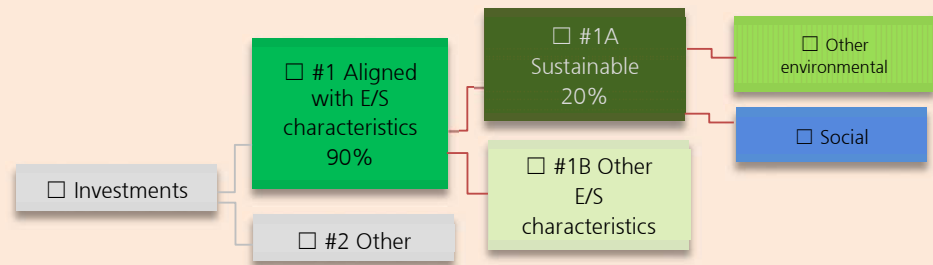 ☐ Investments
☐ #1 Aligned
with E/S
characteristics
90%
☐ #2 Other
☐ #1A
Sustainable
20%
☐ #1B Other
E/S
characteristics
☐ Other
environmental
☐ Social